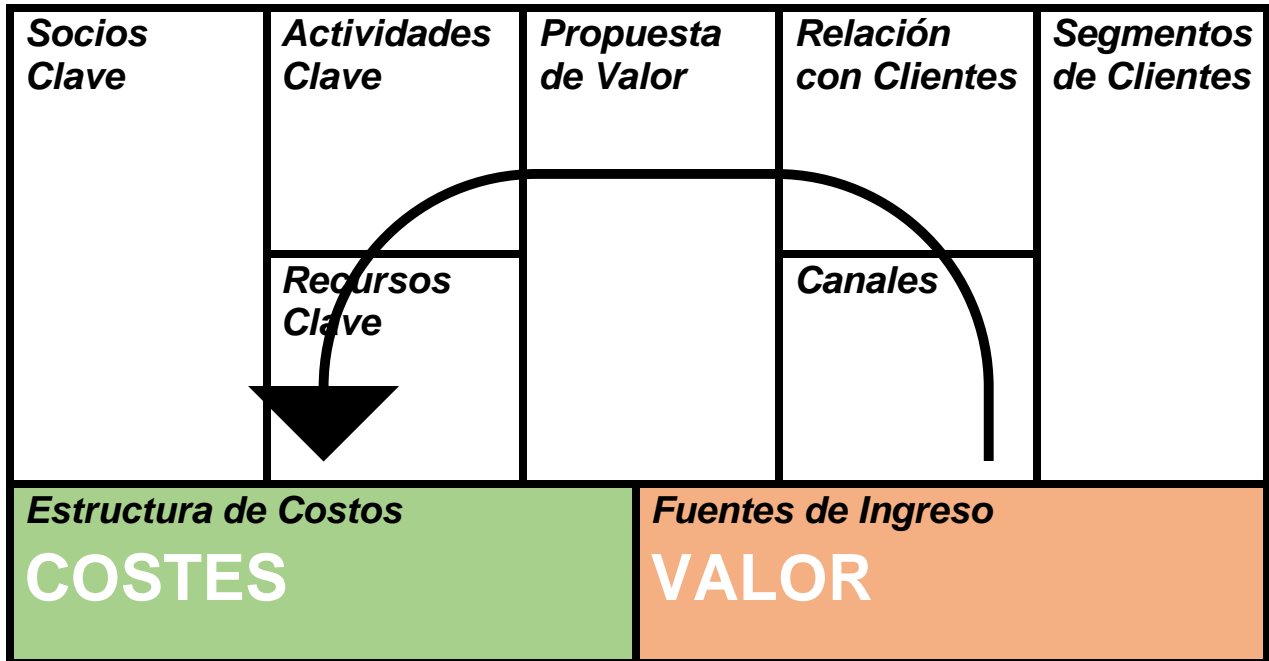 Socios
Clave
Actividades
Clave
Propuesta
de Valor
Relación
con Clientes
Segmentos
de Clientes
Recursos
Clave
Canales
Estructura de Costos
COSTES
Fuentes de Ingreso
VALOR